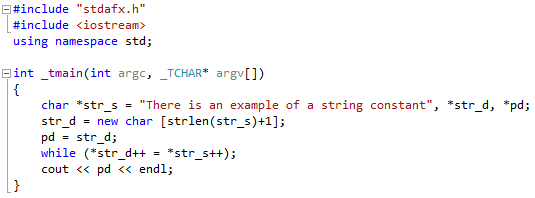 #include "stdafx.h"
#include <iostream>
using namespace std;
int _tmain(int argc, _TCHAR* argv[])
{
char *str_s = "There is an example of a string constant", *str_d, *pd;
str_d = new char [strlen(str_s)+1];
pd = str_d;
while (*str_d++ = *str_s++);
cout << pd << endl;
}